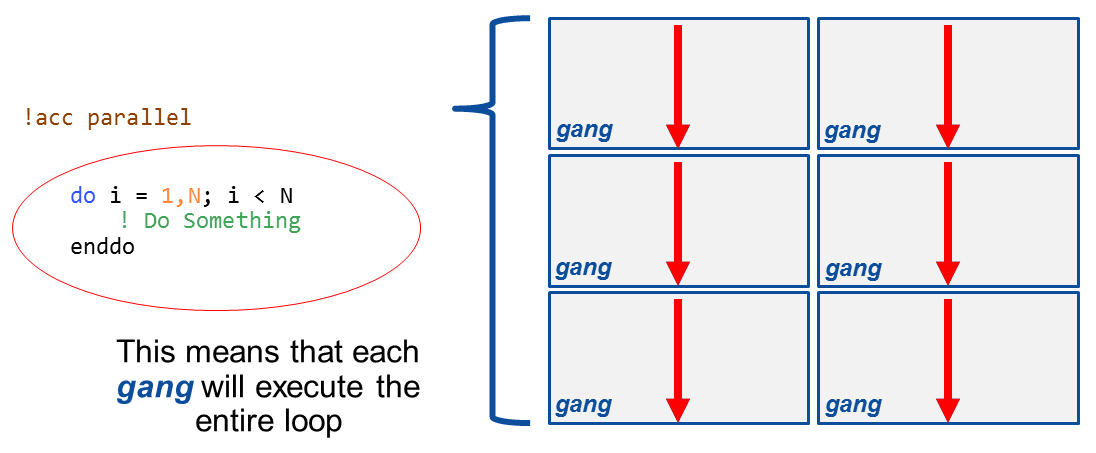 !acc parallel
do i = 1,N; i < N
! Do Something
enddo
This means that each
gang will execute the
entire loop
gang
gang
gang
gang
gang
gang